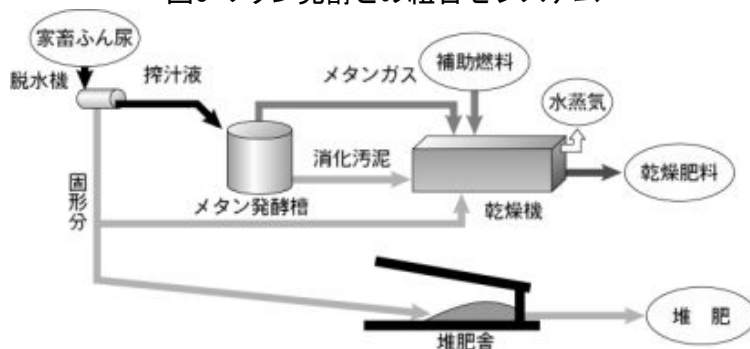 家畜ふん尿
脱水機
搾汁液
メタンガス
補助燃料
水蒸気
消化汚泥
乾燥肥料
固形分
メタン発酵槽
乾燥機
堆肥
堆肥舎